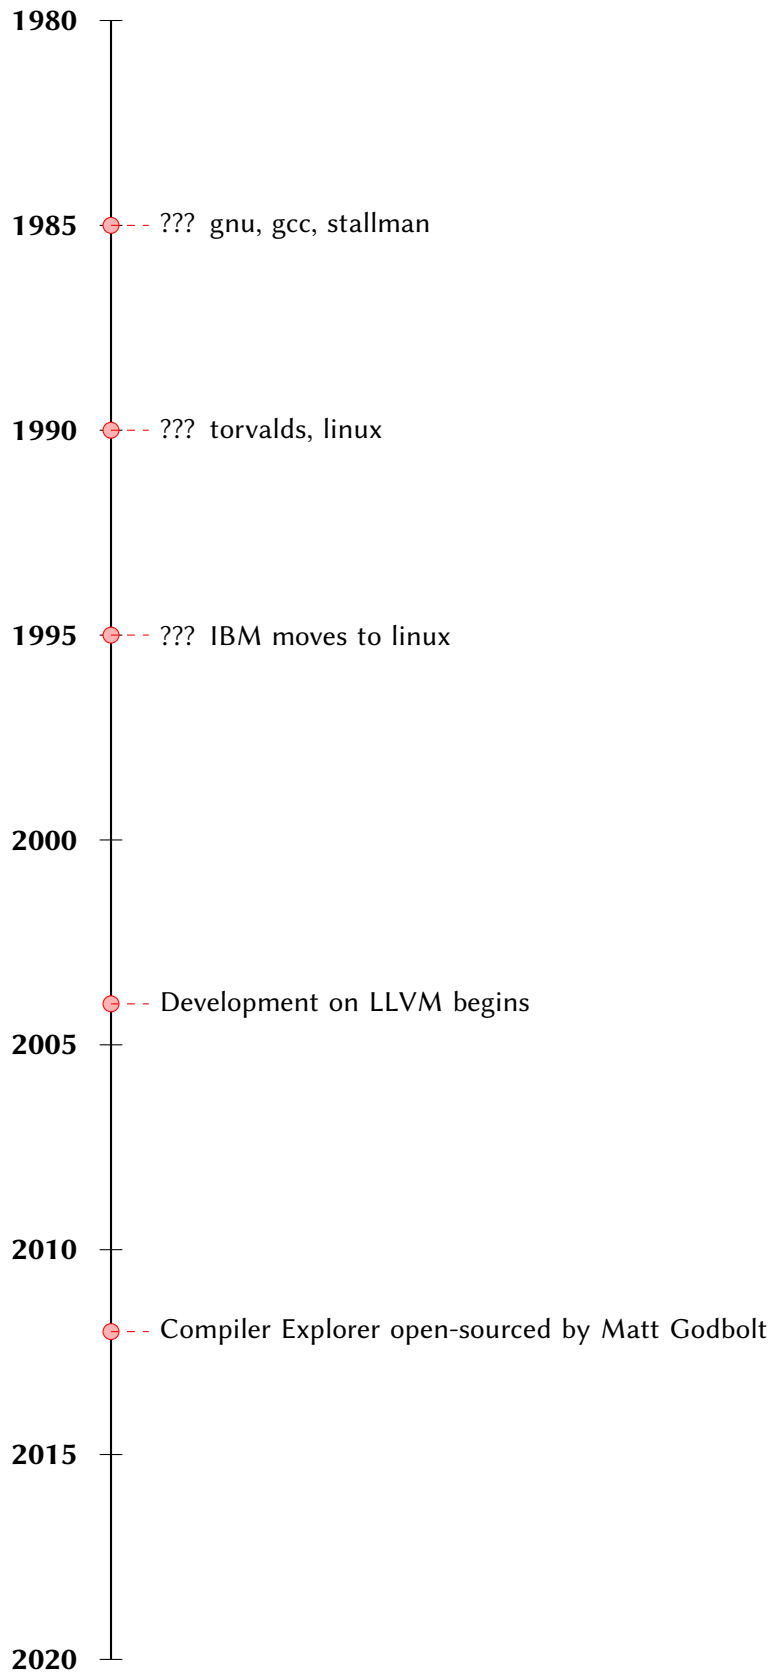 1980
1985 ??? gnu, gcc, stallman
1990 ??? torvalds, linux
1995 ??? IBM moves to linux
2000
Development on LLVM begins
2005
2010
Compiler Explorer open-sourced by Matt Godbolt
2015
2020